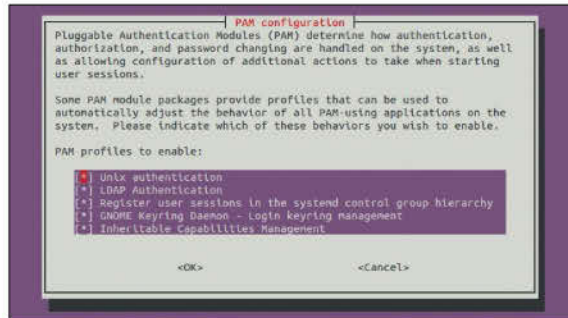 PAM configuration
Pluggable Authentication Modules (PAM) determine how authentication,
authorization, and password changing are handled on the system, as well
as allowing configuration of additional actions to take when starting
user sessions.
Some PAM module packages provide profiles that can be used to
automatically adjust the behavior of all PAM-using applications on the
system. Please indicate which of these behaviors you wish to enable.
PAM profiles to enable:
[*] Unix authentication
[*] LDAP Authentication
[*] Register user sessions in the systemd control group hierarchy
[*] GNOME Keyring Daemon - Login keyring management
[*] Inheritable Capabilities Management
<OK> <Cancel>